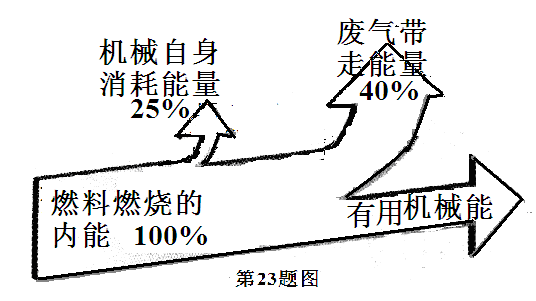 机械自身
消耗能量
25%
废气带
走能量
40%
燃料燃烧的
内能 100%
有用机械能
第23题图